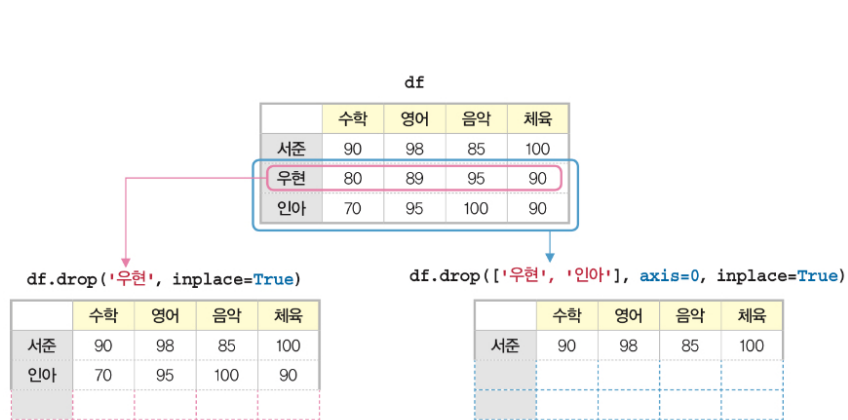 df
수학 영어 음악 체육
서준 90 98 85 100
우현 80 89 95 90
인아 70 95 100 90
df.drop('우현', inplace=True)
수학 영어 음악 체육
서준 90 98 85 100
인아 70 95 100 90
df.drop(['우현', '인아'], axis=0, inplace=True)
수학 영어 음악 체육
서준 90 98 85 100